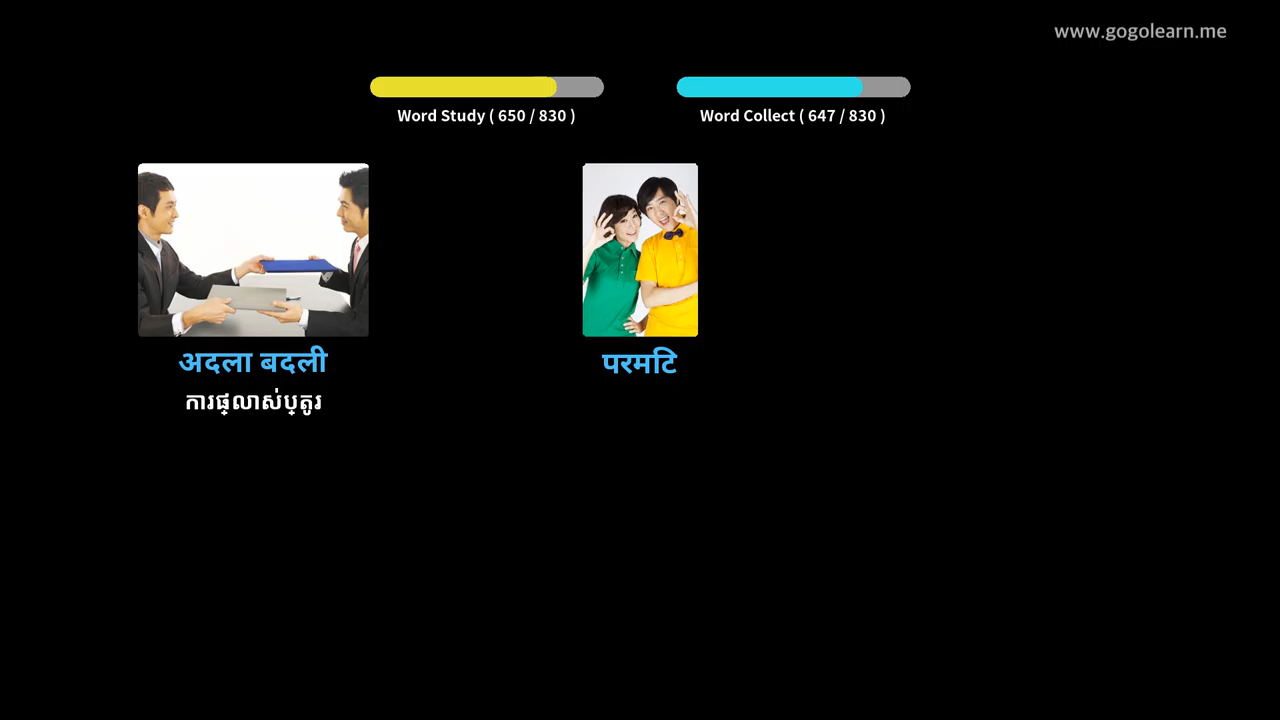 www.gogolearn.me
Word Study ( 650 / 830 )
Word Collect ( 647 / 830 )
अदला बदली
ការផ្លាស់ប្តូរ
परमिट